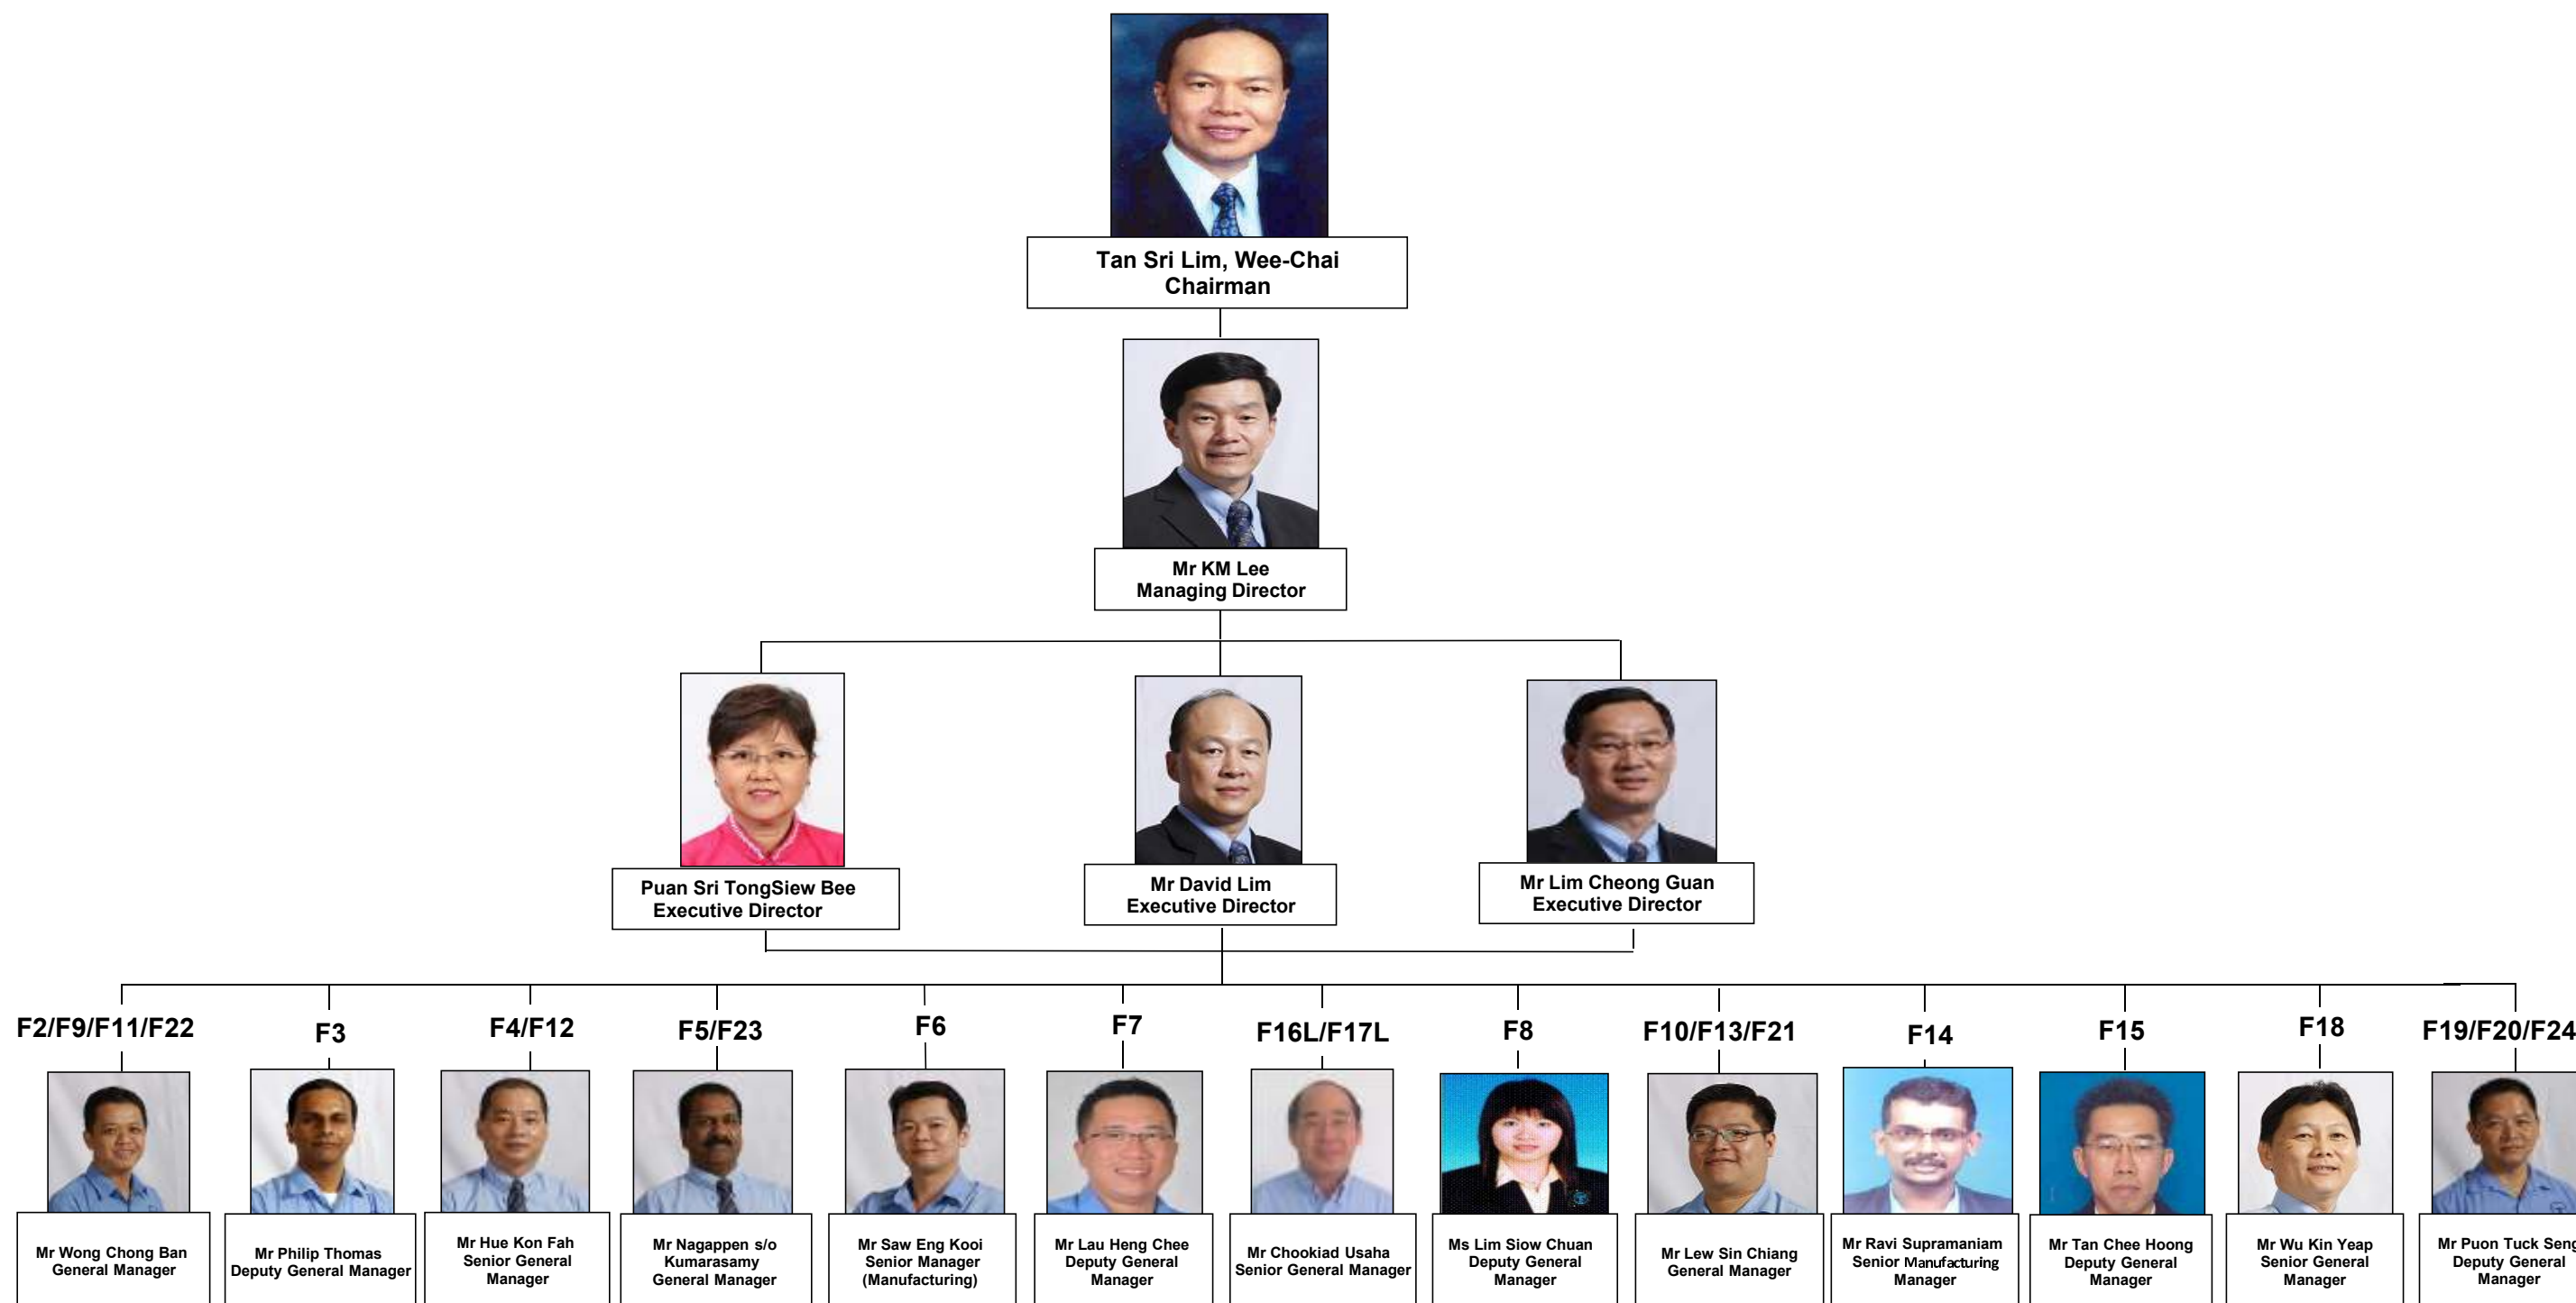 Tan Sri Lim, Wee-Chai
Chairman
Mr KM Lee
Managing Director
Puan Sri TongSiew Bee
Executive Director
Mr David Lim
Executive Director
Mr Lim Cheong Guan
Executive Director
F2/F9/F11/F22
F3
F4/F12
F5/F23
F6
F7
F16L/F17L
F8
F10/F13/F21
F14
F15
F18
F19/F20/F24
Mr Wong Chong Ban
General Manager
Mr Philip Thomas
Deputy General Manager
Mr Hue Kon Fah
Senior General
Manager
Mr Nagappen s/o
Kumarasamy
General Manager
Mr Saw Eng Kooi
Senior Manager
(Manufacturing)
Mr Lau Heng Chee
Deputy General
Manager
Mr Chookiad Usaha
Senior General Manager
Ms Lim Siow Chuan
Deputy General
Manager
Mr Lew Sin Chiang
General Manager
Mr Ravi Supramaniam
Senior Manufacturing
Manager
Mr Tan Chee Hoong
Deputy General
Manager
Mr Wu Kin Yeap
Senior General
Manager
Mr Puon Tuck Seng
Deputy General
Manager